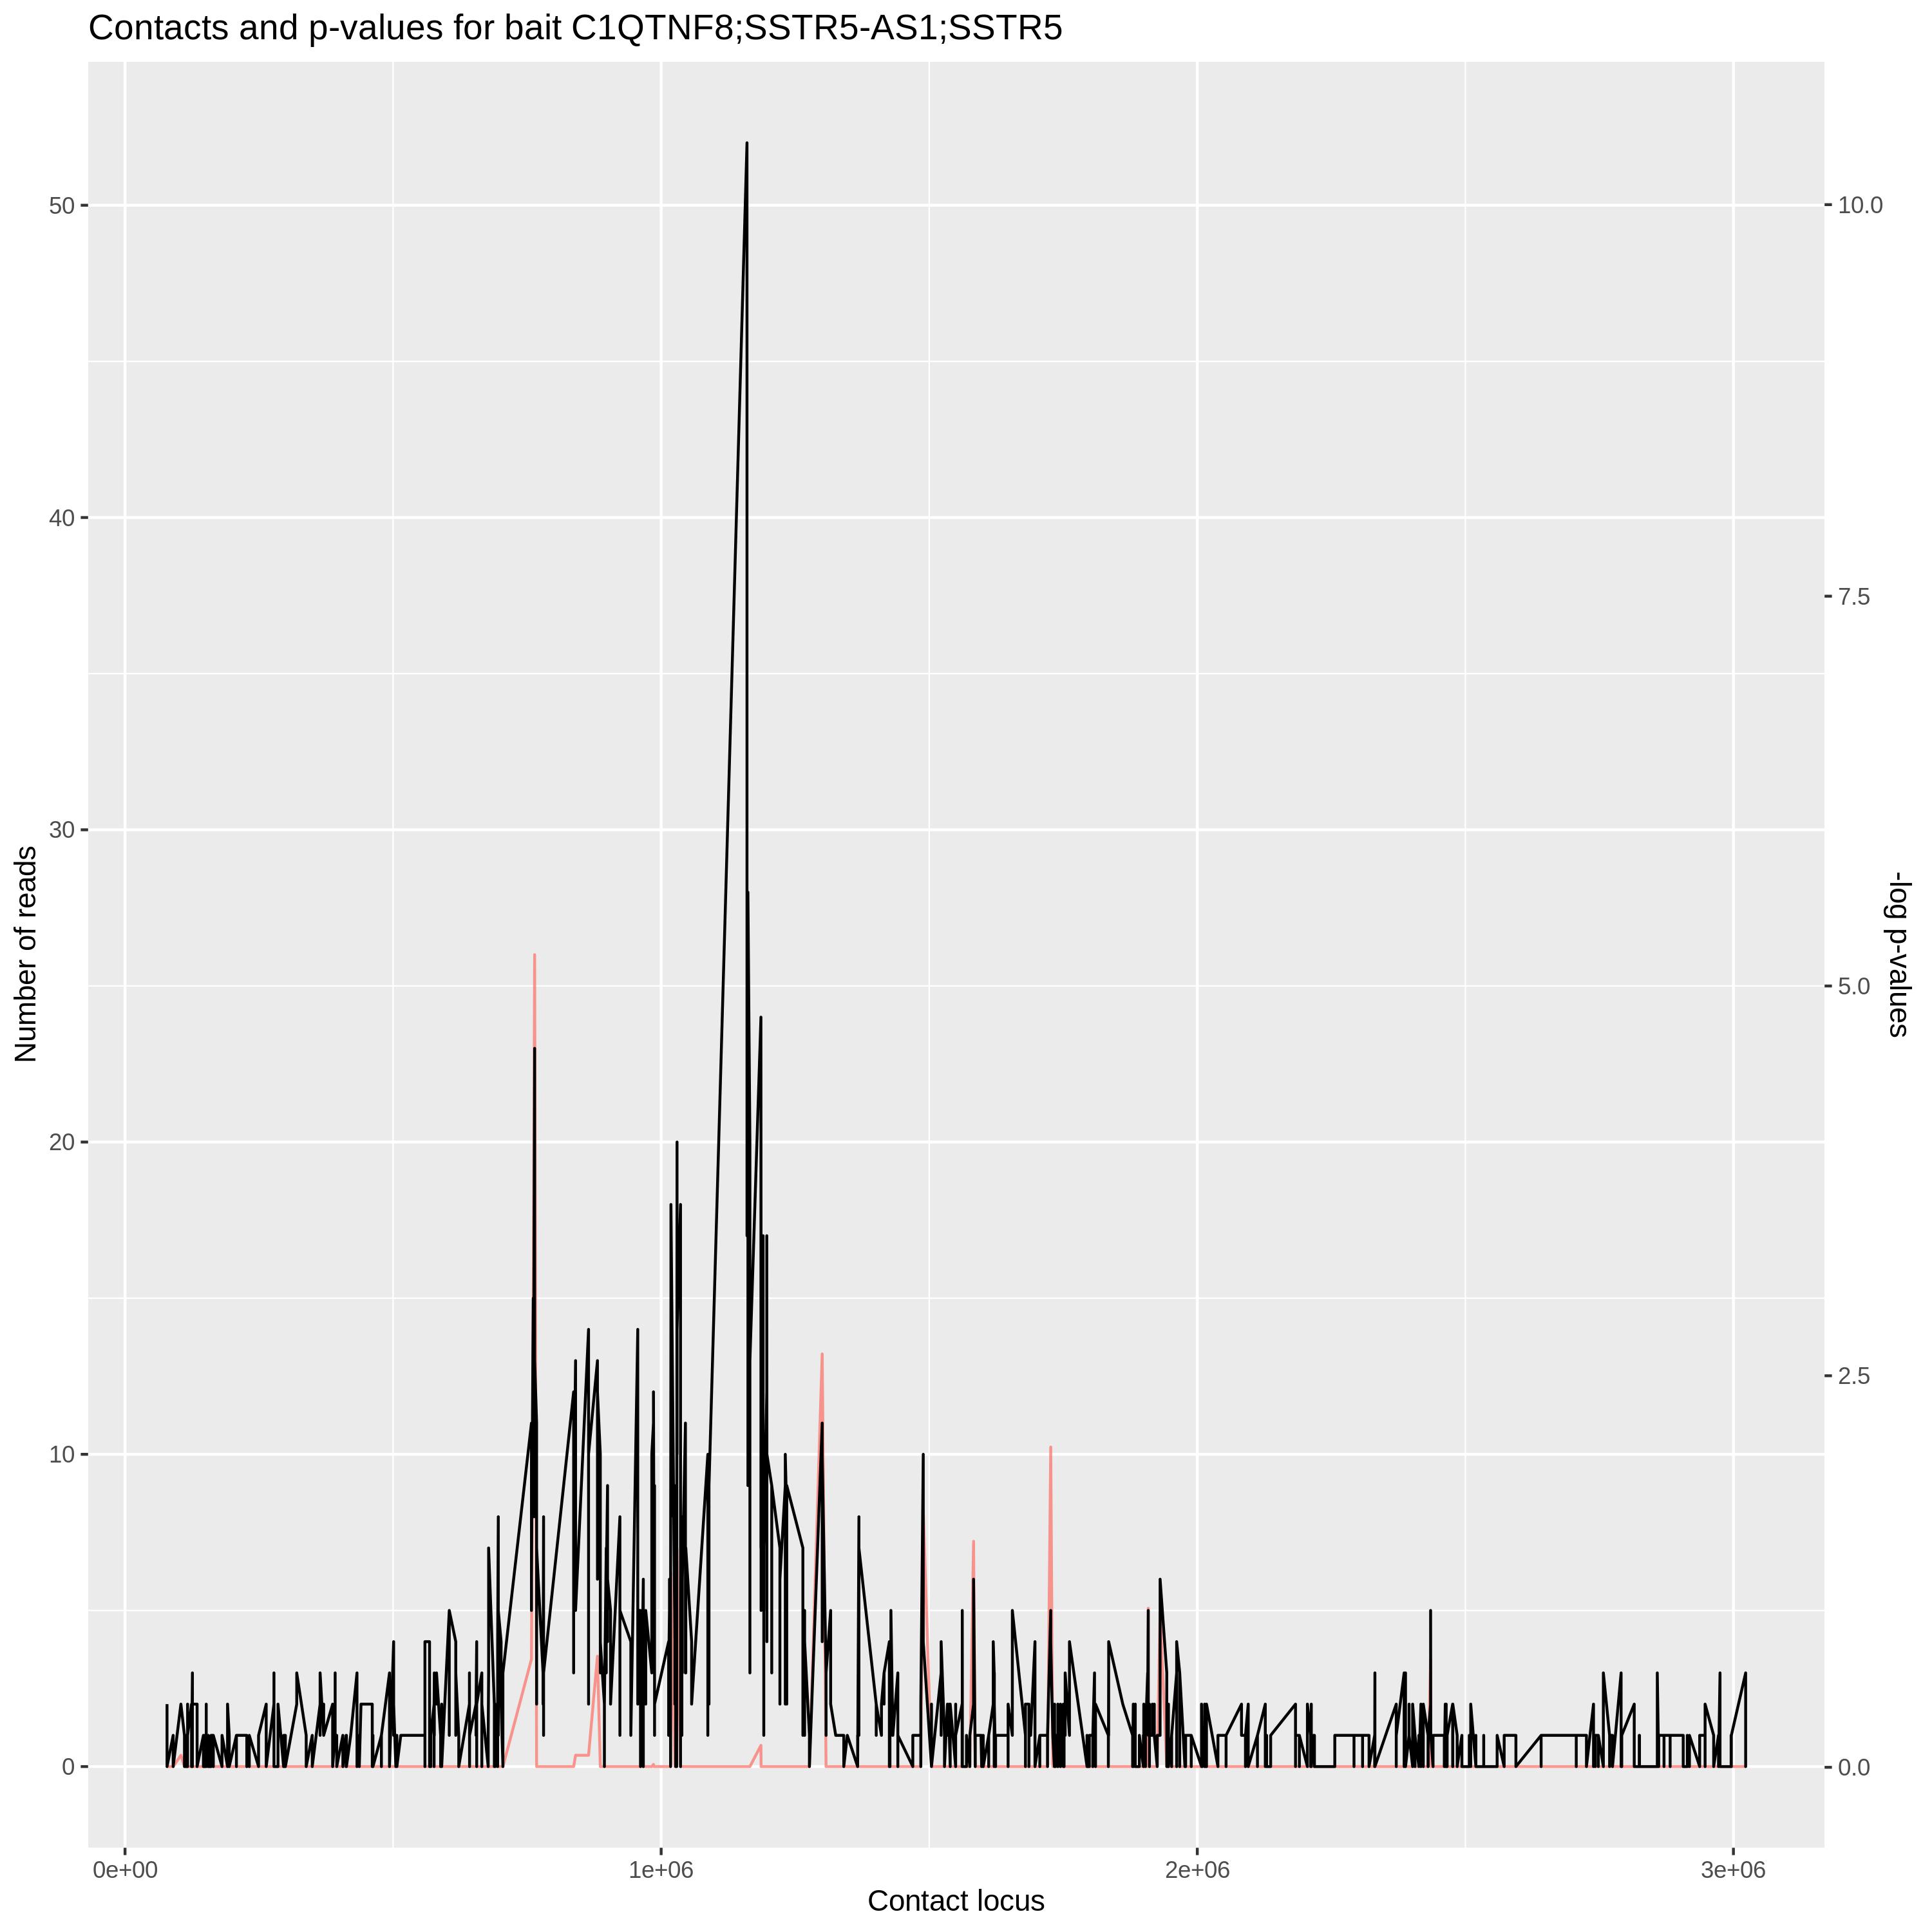 Contacts and p-values for bait C1QTNF8;SSTR5-AS1;SSTR5
50
40
30
20
10
0
Number of reads
10.0
7.5
5.0
2.5
0.0
-log p-values
0e+00
1e+06
2e+06
3e+06
Contact locus